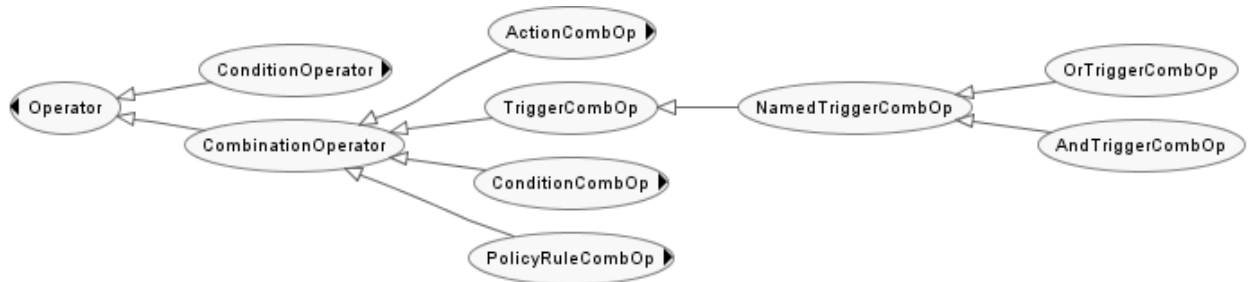 ActionCombOp
ConditionOperator
OrTriggerCombOp
Operator
TriggerCombOp
NamedTriggerCombOp
CombinationOperator
AndTriggerCombOp
ConditionCombOp
PolicyRuleCombOp